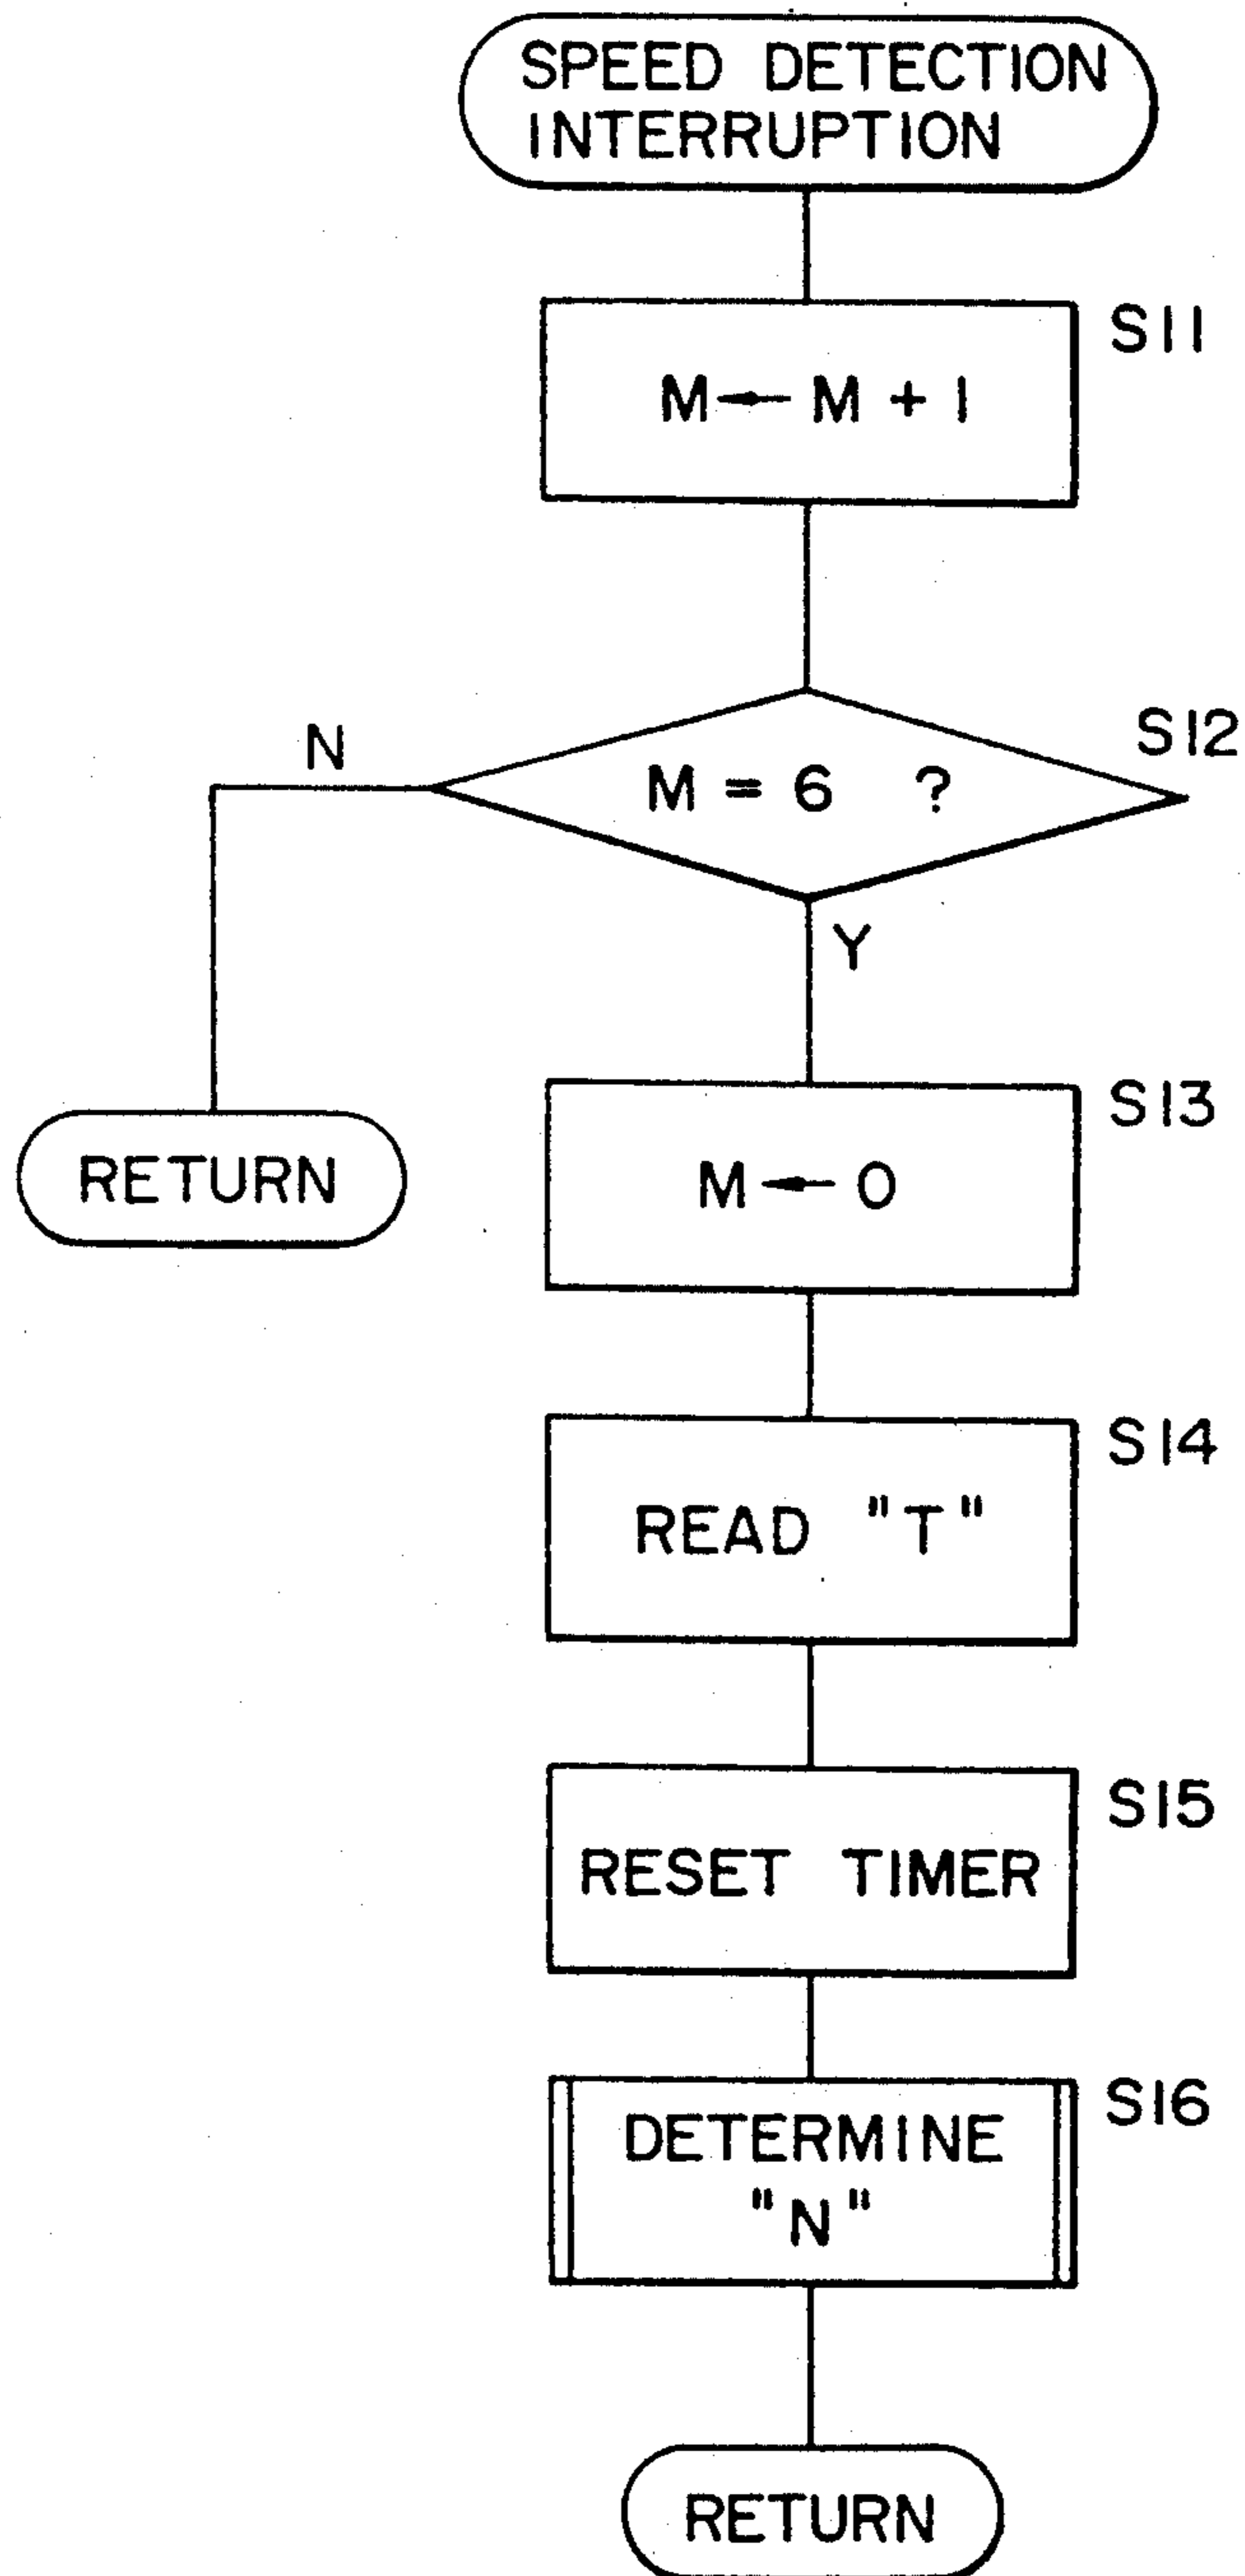 SPEED DETECTION
INTERRUPTION
S11
M ← M + 1
S12
N
M = 6 ?
Y
S13
RETURN
M ← 0
S14
READ "T"
S15
RESET TIMER
S16
DETERMINE
"N"
RETURN